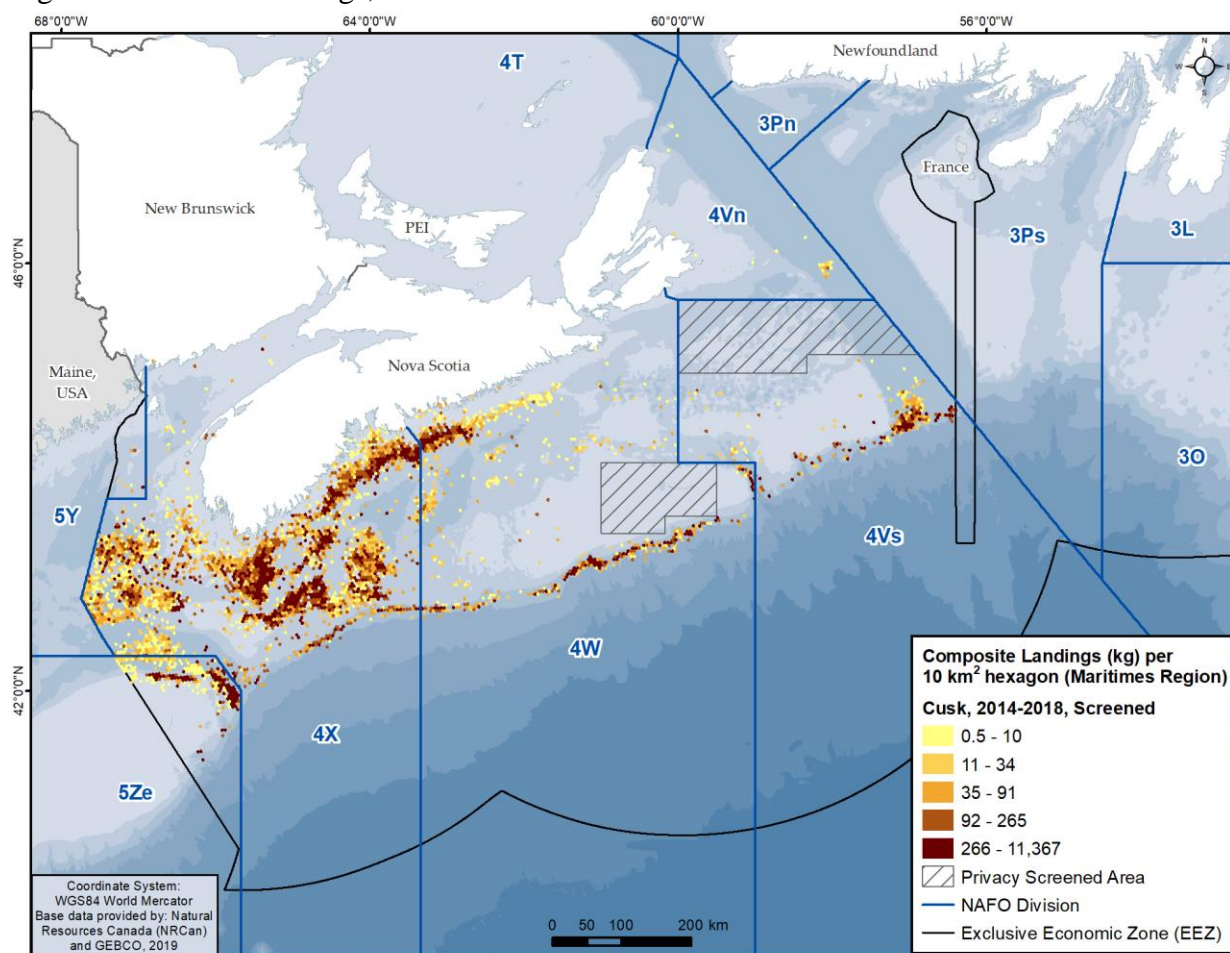 68°0'0"W
64°0'0"W
60°0'0"W
56°0'0"W
Newfoundland
4T
N
W
E
S
3Pn
France
New Brunswick
PEI
4Vn
3Ps
3L
46°0'0"N
Maine,
USA
Nova Scotia
3O
5Y
4Vs
4W
42°0'0"N
4X
5Ze
Composite Landings (kg) per
10 km² hexagon (Maritimes Region)
Cusk, 2014-2018, Screened
0.5 - 10
11 - 34
35 - 91
92 - 265
266 - 11,367
Privacy Screened Area
NAFO Division
Exclusive Economic Zone (EEZ)
Coordinate System:
WGS84 World Mercator
Base data provided by: Natural
Resources Canada (NRCan)
and GEBCO, 2019
0 50 100 200 km